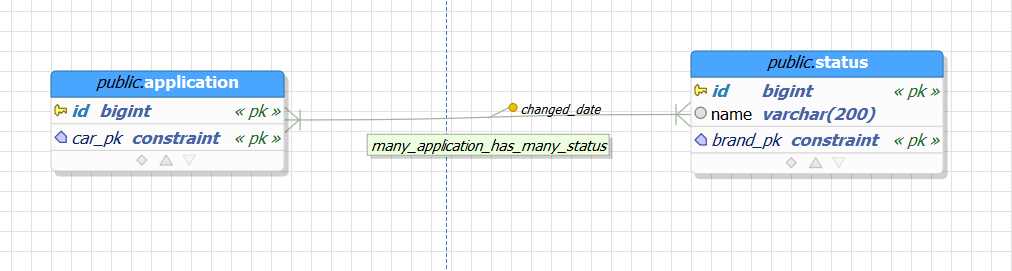 public.application
id bigint « pk »
car_pk constraint « pk »
changed_date
many_application_has_many_status
public.status
id bigint « pk »
name varchar(200)
brand_pk constraint « pk »